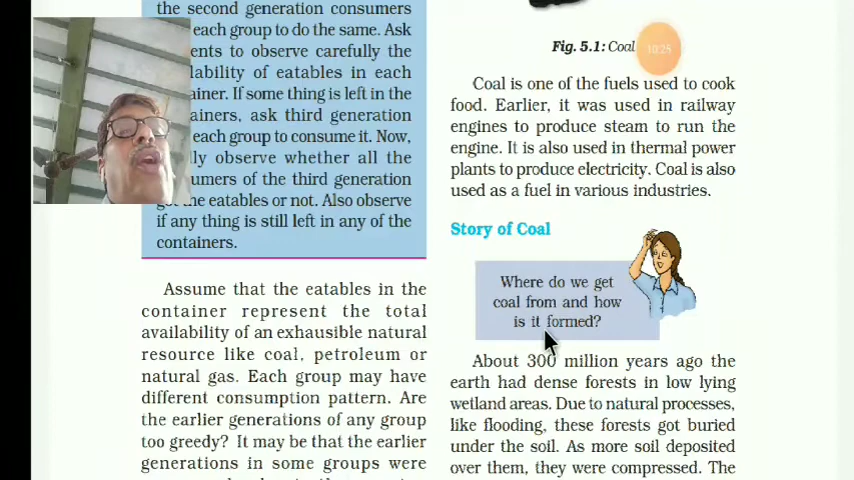 the second generation consumers
each group to do the same. Ask
ents to observe carefully the
lability of eatables in each
ainer. If some thing is left in the
ainers, ask third generation
each group to consume it. Now,
ly observe whether all the
umers of the third generation
the eatables or not. Also observe
if any thing is still left in any of the
containers.
Assume that the eatables in the
container represent the total
availability of an exhausible natural
resource like coal, petroleum or
natural gas. Each group may have
different consumption pattern. Are
the earlier generations of any group
too greedy? It may be that the earlier
generations in some groups were
Fig. 5.1: Coal
10:25
Coal is one of the fuels used to cook
food. Earlier, it was used in railway
engines to produce steam to run the
engine. It is also used in thermal power
plants to produce electricity. Coal is also
used as a fuel in various industries.
Story of Coal
Where do we get
coal from and how
is it formed?
About 300 million years ago the
earth had dense forests in low lying
wetland areas. Due to natural processes,
like flooding, these forests got buried
under the soil. As more soil deposited
over them, they were compressed. The